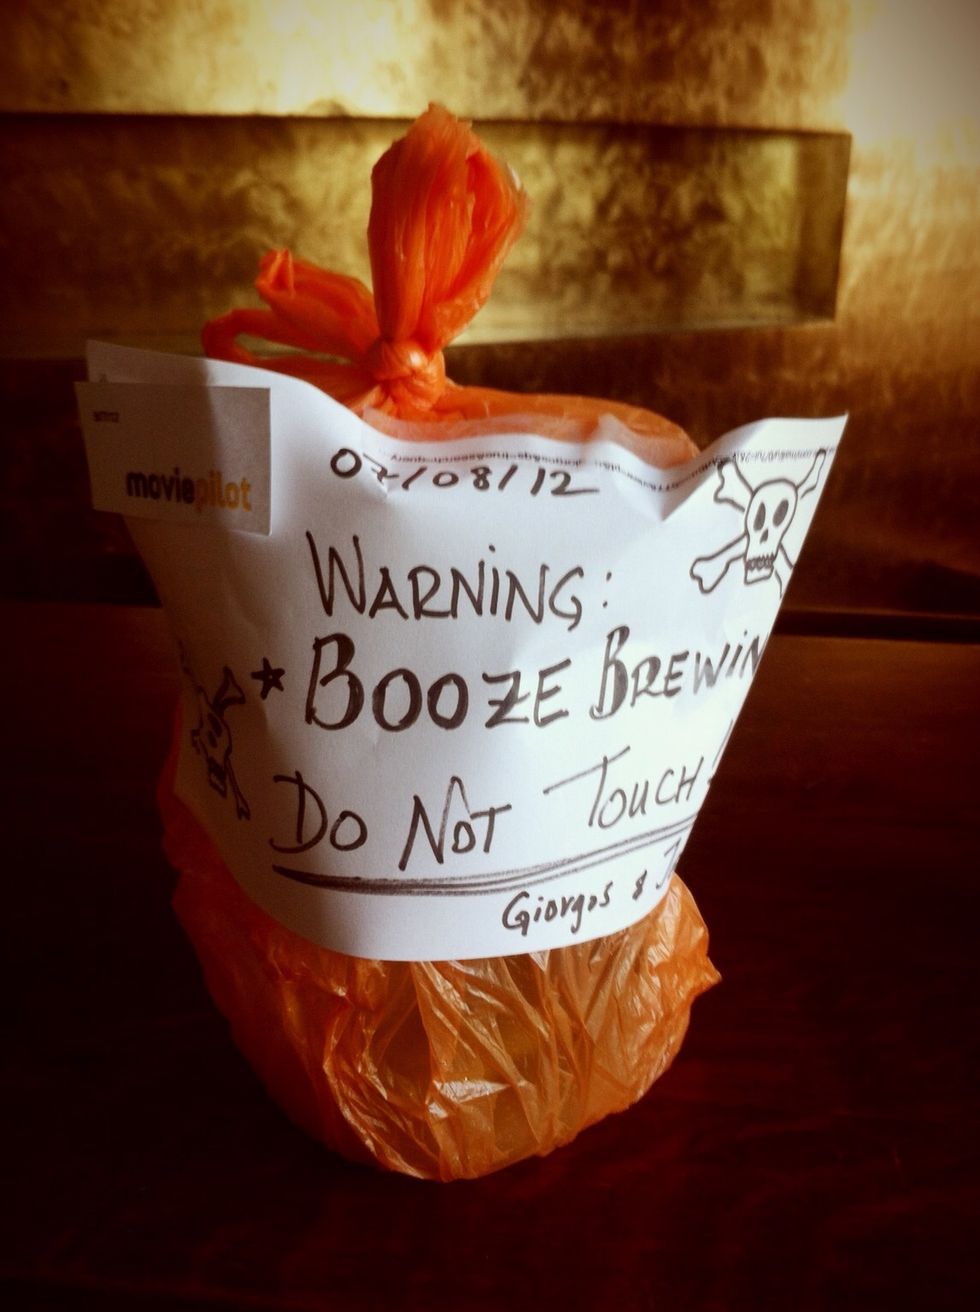 moviepilot
07/08/12
WARNING:
* BOOZE BREWIN
DO NOT TOUCH!
Giorgos &